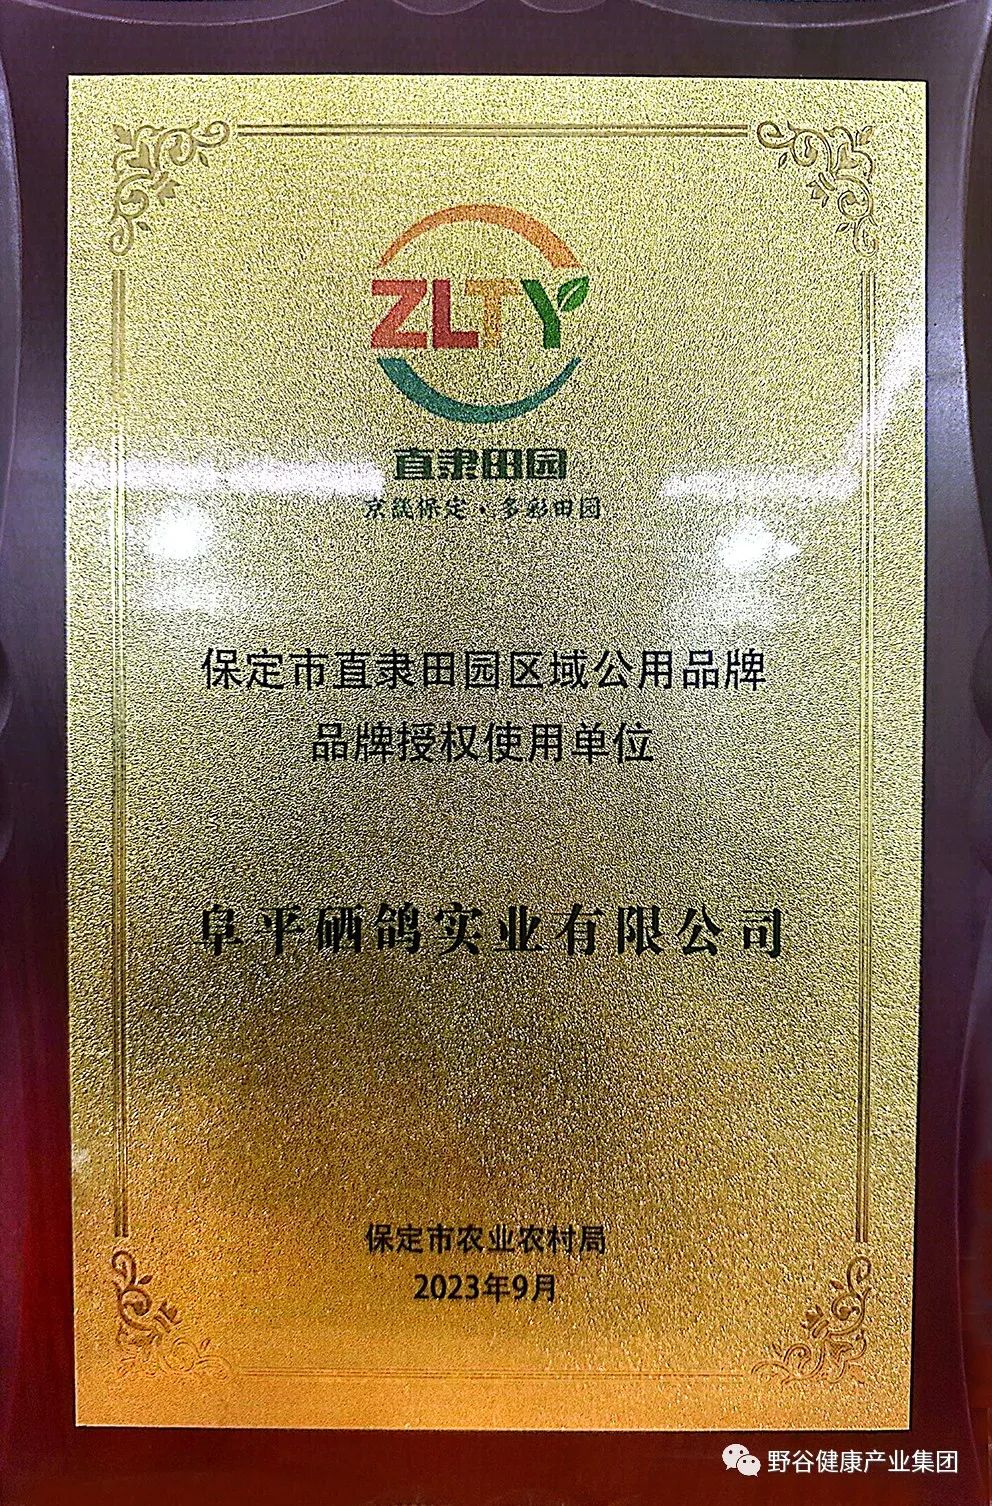 ZLTY
直隶田园
京畿保定·多彩田园
保定市直隶田园区域公用品牌
品牌授权使用单位
阜平硒鸽实业有限公司
保定市农业农村局
2023年9月
野谷健康产业集团